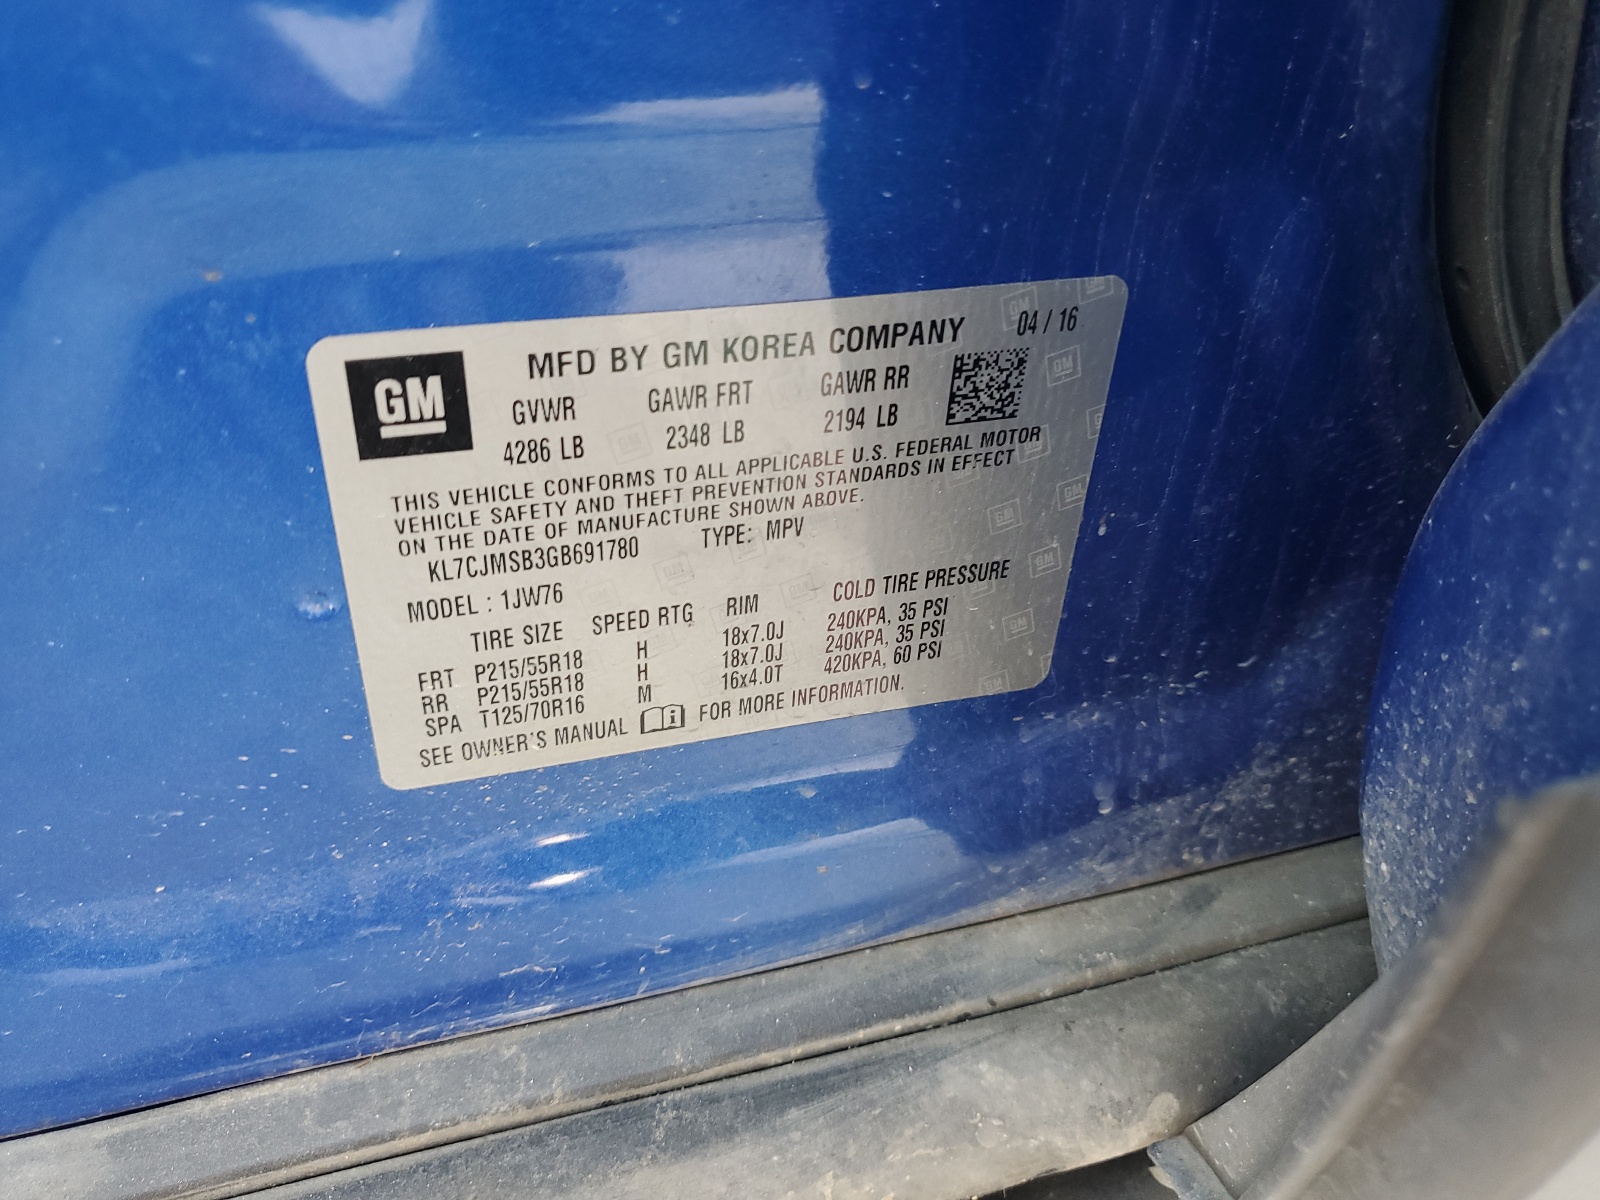 GM
MFD BY GM KOREA COMPANY 04 / 16
GVWR GAWR FRT GAWR RR
4286 LB 2348 LB 2194 LB
THIS VEHICLE CONFORMS TO ALL APPLICABLE U.S. FEDERAL MOTOR
VEHICLE SAFETY AND THEFT PREVENTION STANDARDS IN EFFECT
ON THE DATE OF MANUFACTURE SHOWN ABOVE.
KL7CJMSB3GB691780 TYPE: MPV
MODEL : 1JW76
TIRE SIZE SPEED RTG RIM COLD TIRE PRESSURE
FRT P215/55R18 H 18x7.0J 240KPA, 35 PSI
RR P215/55R18 H 18x7.0J 240KPA, 35 PSI
SPA T125/70R16 M 16x4.0T 420KPA, 60 PSI
SEE OWNER'S MANUAL FOR MORE INFORMATION.